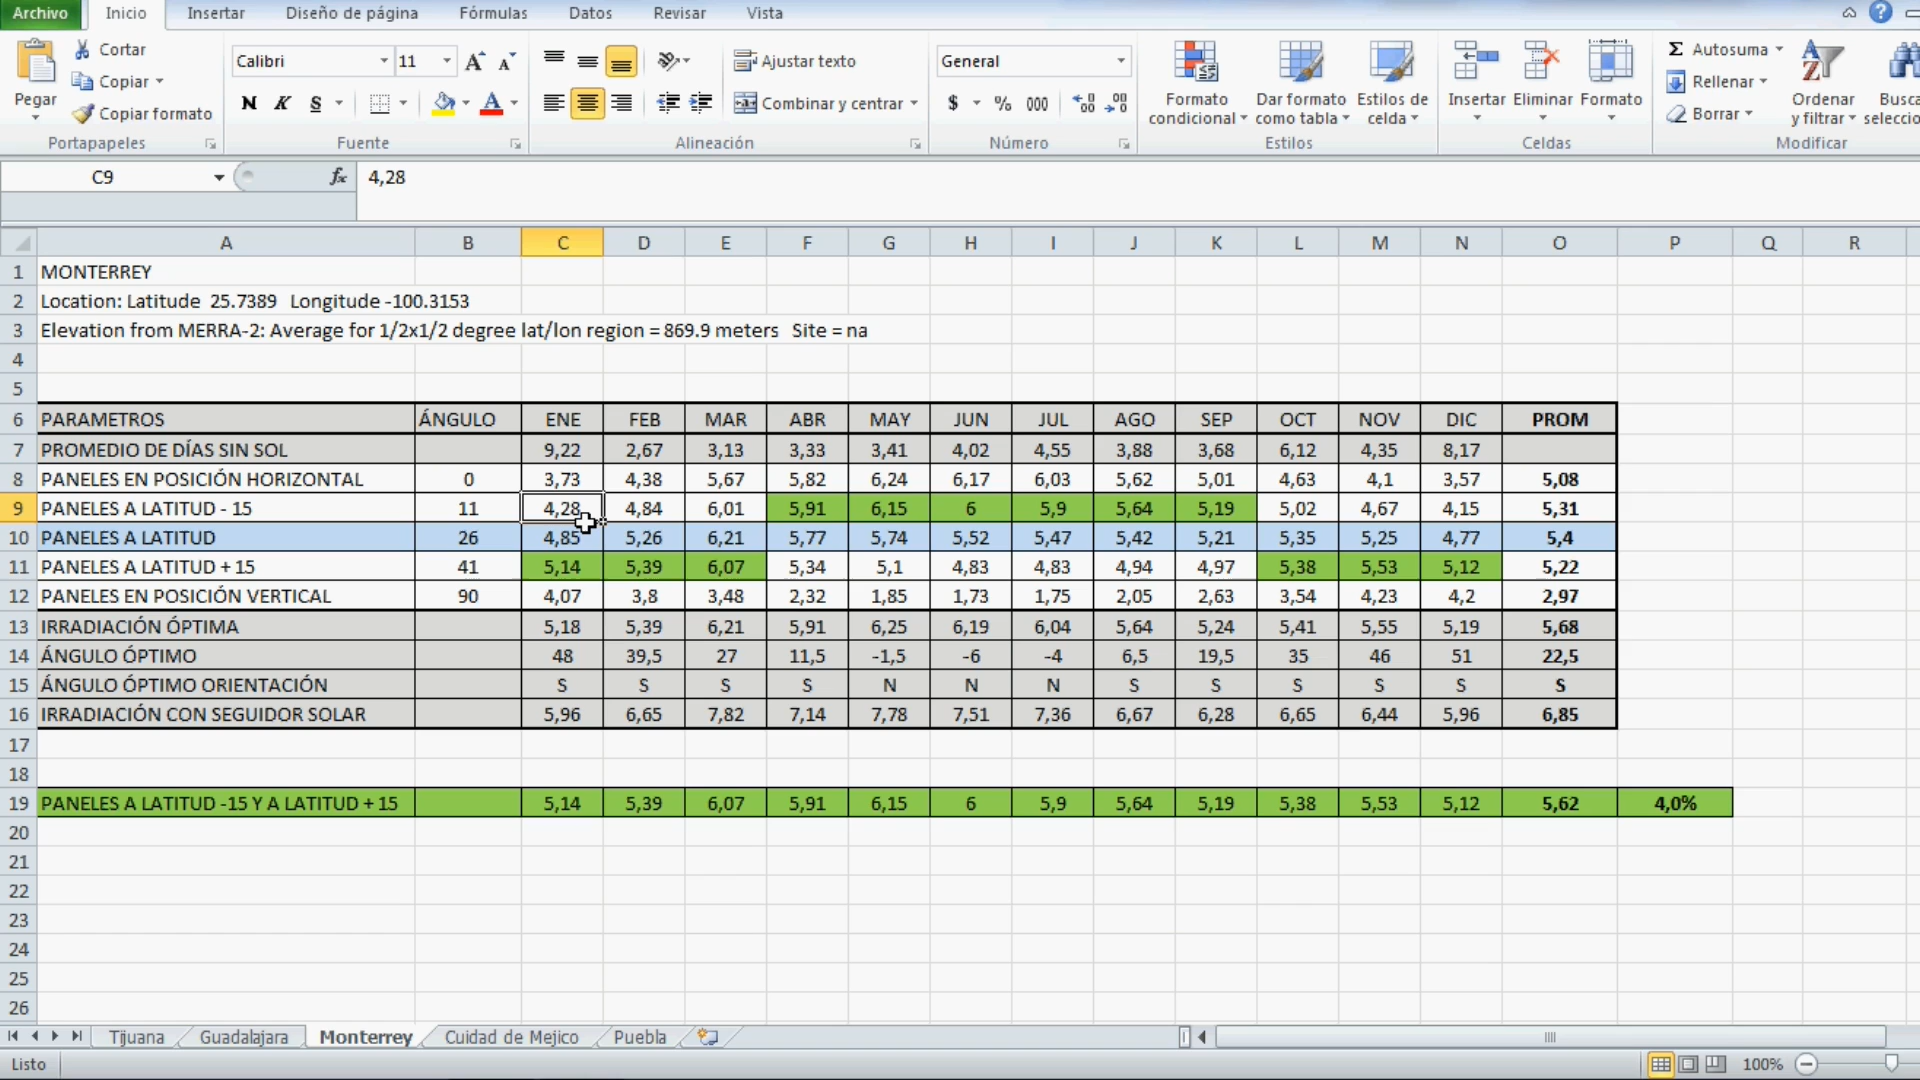 Archivo Inicio Insertar Diseño de página Fórmulas Datos Revisar Vista
Pegar
Cortar
Copiar
Copiar formato
Portapapeles
Calibri 11
N K S
Fuente
Ajustar texto
Combinar y centrar
Alineación
General
$ % 000
Número
Formato condicional
Dar formato como tabla
Estilos de celda
Estilos
Insertar Eliminar Formato
Celdas
Σ Autosuma
Rellenar
Borrar
Ordenar y filtrar
Modificar
C9 fx 4,28
A B C D E F G H I J K L M N O P Q R
1 MONTERREY
2 Location: Latitude 25.7389 Longitude -100.3153
3 Elevation from MERRA-2: Average for 1/2x1/2 degree lat/lon region = 869.9 meters Site = na
4
5
6 PARAMETROS ÁNGULO ENE FEB MAR ABR MAY JUN JUL AGO SEP OCT NOV DIC PROM
7 PROMEDIO DE DÍAS SIN SOL 9,22 2,67 3,13 3,33 3,41 4,02 4,55 3,88 3,68 6,12 4,35 8,17
8 PANELES EN POSICIÓN HORIZONTAL 0 3,73 4,38 5,67 5,82 6,24 6,17 6,03 5,62 5,01 4,63 4,1 3,57 5,08
9 PANELES A LATITUD - 15 11 4,28 4,84 6,01 5,91 6,15 6 5,9 5,64 5,19 5,02 4,67 4,15 5,31
10 PANELES A LATITUD 26 4,85 5,26 6,21 5,77 5,74 5,52 5,47 5,42 5,21 5,35 5,25 4,77 5,4
11 PANELES A LATITUD + 15 41 5,14 5,39 6,07 5,34 5,1 4,83 4,83 4,94 4,97 5,38 5,53 5,12 5,22
12 PANELES EN POSICIÓN VERTICAL 90 4,07 3,8 3,48 2,32 1,85 1,73 1,75 2,05 2,63 3,54 4,23 4,2 2,97
13 IRRADIACIÓN ÓPTIMA 5,18 5,39 6,21 5,91 6,25 6,19 6,04 5,64 5,24 5,41 5,55 5,19 5,68
14 ÁNGULO ÓPTIMO 48 39,5 27 11,5 -1,5 -6 -4 6,5 19,5 35 46 51 22,5
15 ÁNGULO ÓPTIMO ORIENTACIÓN S S S S N N N S S S S S S
16 IRRADIACIÓN CON SEGUIDOR SOLAR 5,96 6,65 7,82 7,14 7,78 7,51 7,36 6,67 6,28 6,65 6,44 5,96 6,85
17
18
19 PANELES A LATITUD -15 Y A LATITUD + 15 5,14 5,39 6,07 5,91 6,15 6 5,9 5,64 5,19 5,38 5,53 5,12 5,62 4,0%
20
21
22
23
24
25
26
Tijuana Guadalajara Monterrey Cuidad de Mejico Puebla
Listo 100%